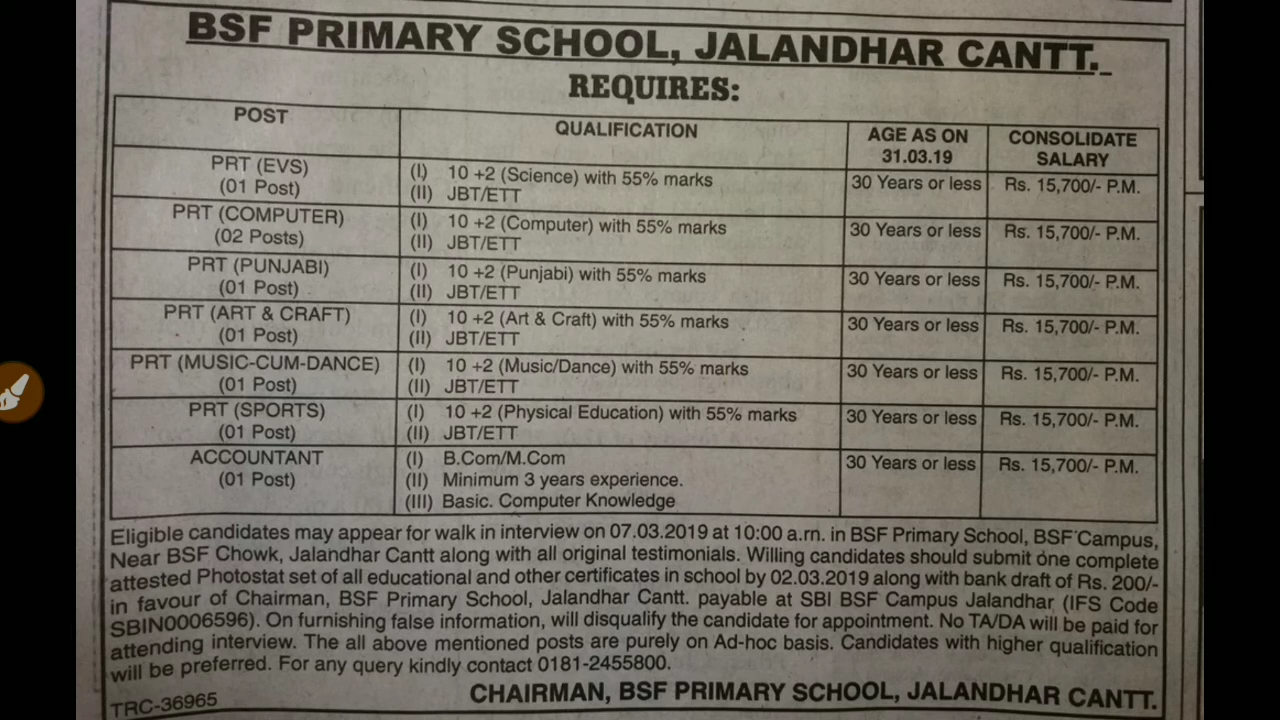 BSF PRIMARY SCHOOL, JALANDHAR CANTT.
REQUIRES:
POST QUALIFICATION AGE AS ON 31.03.19 CONSOLIDATE SALARY
PRT (EVS) (I) 10 +2 (Science) with 55% marks 30 Years or less Rs. 15,700/- P.M.
(01 Post) (II) JBT/ETT
PRT (COMPUTER) (I) 10 +2 (Computer) with 55% marks 30 Years or less Rs. 15,700/- P.M.
(02 Posts) (II) JBT/ETT
PRT (PUNJABI) (I) 10 +2 (Punjabi) with 55% marks 30 Years or less Rs. 15,700/- P.M.
(01 Post) (II) JBT/ETT
PRT (ART & CRAFT) (I) 10 +2 (Art & Craft) with 55% marks 30 Years or less Rs. 15,700/- P.M.
(01 Post) (II) JBT/ETT
PRT (MUSIC-CUM-DANCE) (I) 10 +2 (Music/Dance) with 55% marks 30 Years or less Rs. 15,700/- P.M.
(01 Post) (II) JBT/ETT
PRT (SPORTS) (I) 10 +2 (Physical Education) with 55% marks 30 Years or less Rs. 15,700/- P.M.
(01 Post) (II) JBT/ETT
ACCOUNTANT (I) B.Com/M.Com 30 Years or less Rs. 15,700/- P.M.
(01 Post) (II) Minimum 3 years experience.
(III) Basic. Computer Knowledge
Eligible candidates may appear for walk in interview on 07.03.2019 at 10:00 a.rn. in BSF Primary School, BSF Campus,
Near BSF Chowk, Jalandhar Cantt along with all original testimonials. Willing candidates should submit one complete
attested Photostat set of all educational and other certificates in school by 02.03.2019 along with bank draft of Rs. 200/-
in favour of Chairman, BSF Primary School, Jalandhar Cantt. payable at SBI BSF Campus Jalandhar (IFS Code
SBIN0006596). On furnishing false information, will disqualify the candidate for appointment. No TA/DA will be paid for
attending interview. The all above mentioned posts are purely on Ad-hoc basis. Candidates with higher qualification
will be preferred. For any query kindly contact 0181-2455800.
TRC-36965 CHAIRMAN, BSF PRIMARY SCHOOL, JALANDHAR CANTT.